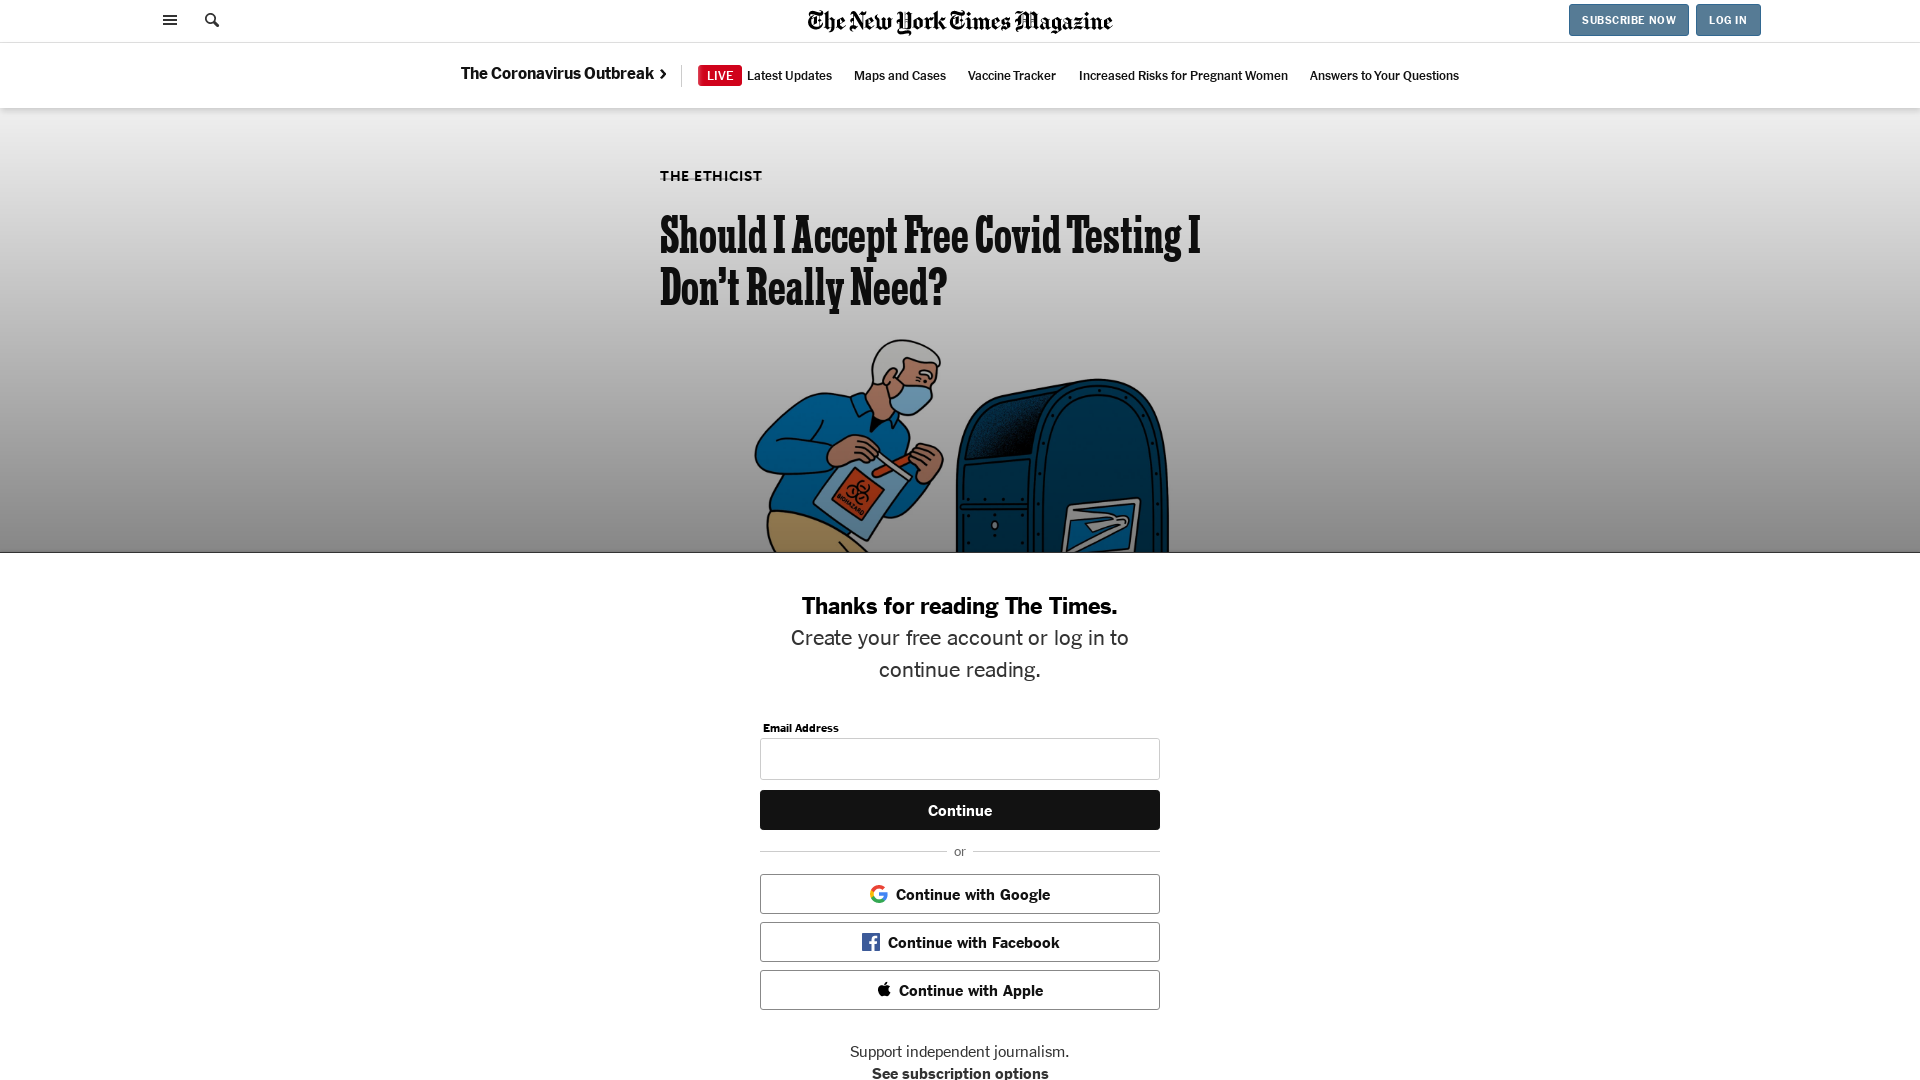 The New York Times Magazine
SUBSCRIBE NOW
LOG IN
The Coronavirus Outbreak
LIVE Latest Updates
Maps and Cases
Vaccine Tracker
Increased Risks for Pregnant Women
Answers to Your Questions
THE ETHICIST
Should I Accept Free Covid Testing I
Don’t Really Need?
BIOHAZARD
Thanks for reading The Times.
Create your free account or log in to
continue reading.
Email Address
Continue
or
Continue with Google
Continue with Facebook
Continue with Apple
Support independent journalism.
See subscription options